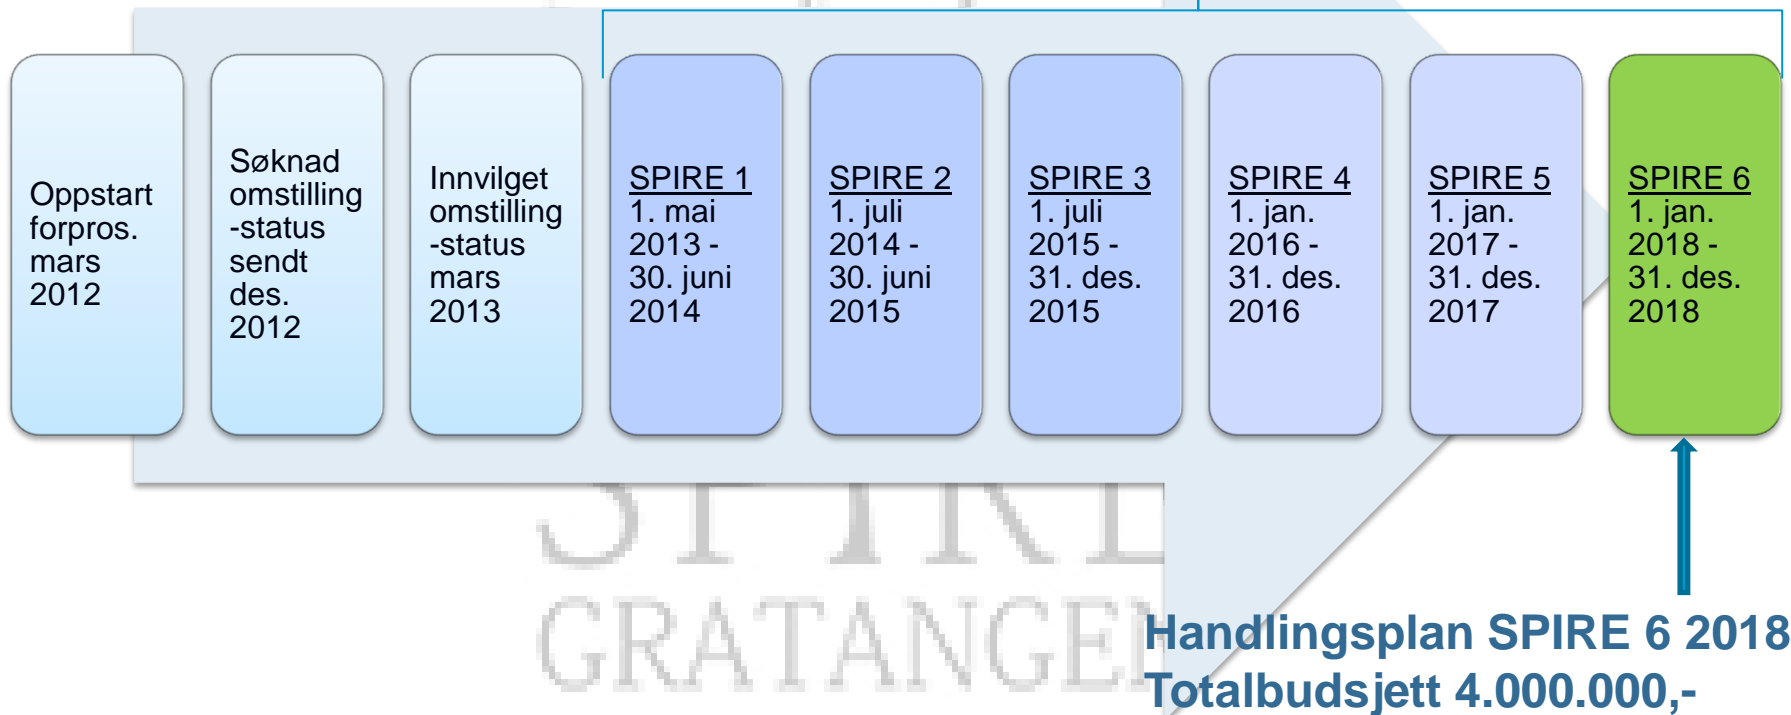 Oppstart
forpros.
mars
2012
Søknad
omstilling
-status
sendt
des.
2012
Innvilget
omstilling
-status
mars
2013
SPIRE 1
1. mai
2013 -
30. juni
2014
SPIRE 2
1. juli
2014 -
30. juni
2015
SPIRE 3
1. juli
2015 -
31. des.
2015
SPIRE 4
1. jan.
2016 -
31. des.
2016
SPIRE 5
1. jan.
2017 -
31. des.
2017
SPIRE 6
1. jan.
2018 -
31. des.
2018
SPIRE
GRATANGEN
Handlingsplan SPIRE 6 2018
Totalbudsjett 4.000.000,-